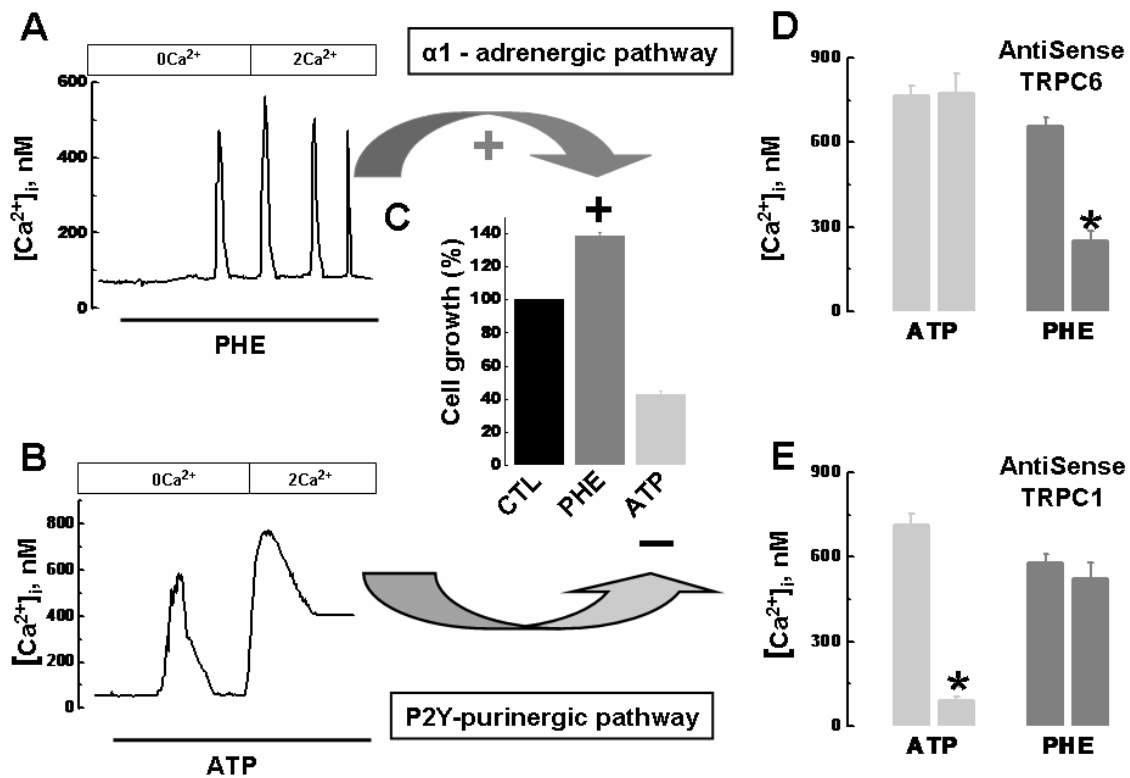 A
0Ca²⁺ 2Ca²⁺
α1 - adrenergic pathway
600
400
200
0
[Ca²⁺]ᵢ, nM
PHE
+
B
0Ca²⁺ 2Ca²⁺
800
600
400
200
0
[Ca²⁺]ᵢ, nM
ATP
P2Y-purinergic pathway
C
+
140
120
100
80
60
40
20
0
Cell growth (%)
CTL PHE ATP
−
D
AntiSense
TRPC6
900
600
300
0
[Ca²⁺]ᵢ, nM
*
ATP PHE
E
AntiSense
TRPC1
900
600
300
0
[Ca²⁺]ᵢ, nM
*
ATP PHE